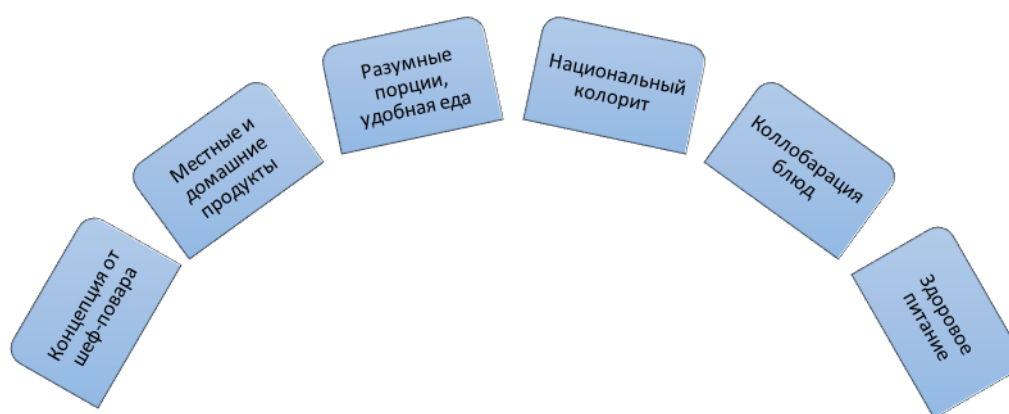 Концепция от
шеф-повара
Местные и
домашние
продукты
Разумные
порции,
удобная еда
Национальный
колорит
Коллобарация
блюд
Здоровое
питание